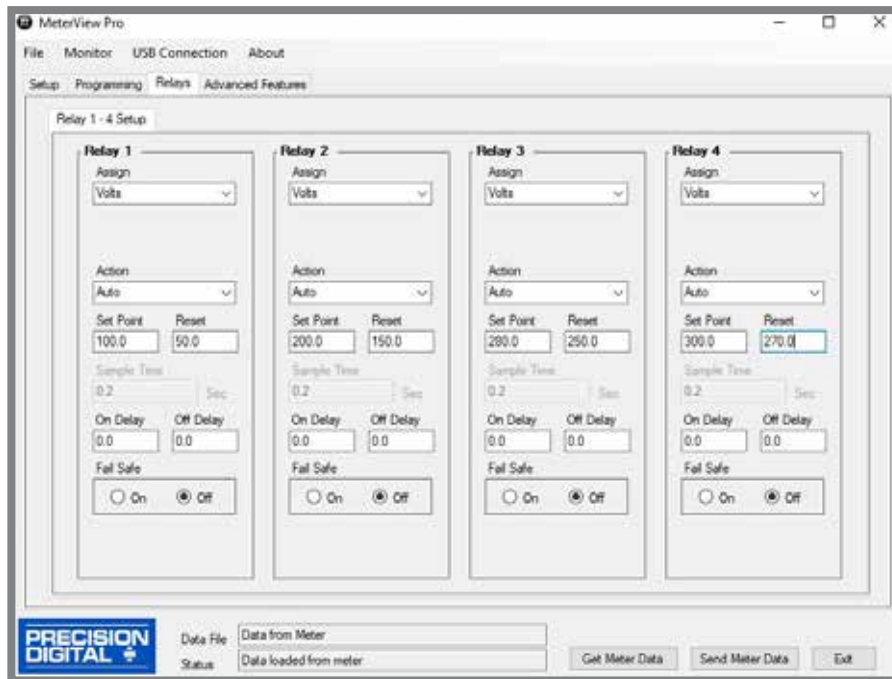 MeterView Pro
File Monitor USB Connection About
Setup Programming Relays Advanced Features
Relay 1 - 4 Setup
Relay 1
Assign
Volts
Action
Auto
Set Point Reset
100.0 50.0
Sample Time
0.2 Sec
On Delay Off Delay
0.0 0.0
Fail Safe
On Off
Relay 2
Assign
Volts
Action
Auto
Set Point Reset
200.0 150.0
Sample Time
0.2 Sec
On Delay Off Delay
0.0 0.0
Fail Safe
On Off
Relay 3
Assign
Volts
Action
Auto
Set Point Reset
280.0 250.0
Sample Time
0.2 Sec
On Delay Off Delay
0.0 0.0
Fail Safe
On Off
Relay 4
Assign
Volts
Action
Auto
Set Point Reset
300.0 270.0
Sample Time
0.2 Sec
On Delay Off Delay
0.0 0.0
Fail Safe
On Off
PRECISION
DIGITAL
Data File Data from Meter
Status Data loaded from meter
Get Meter Data Send Meter Data Exit